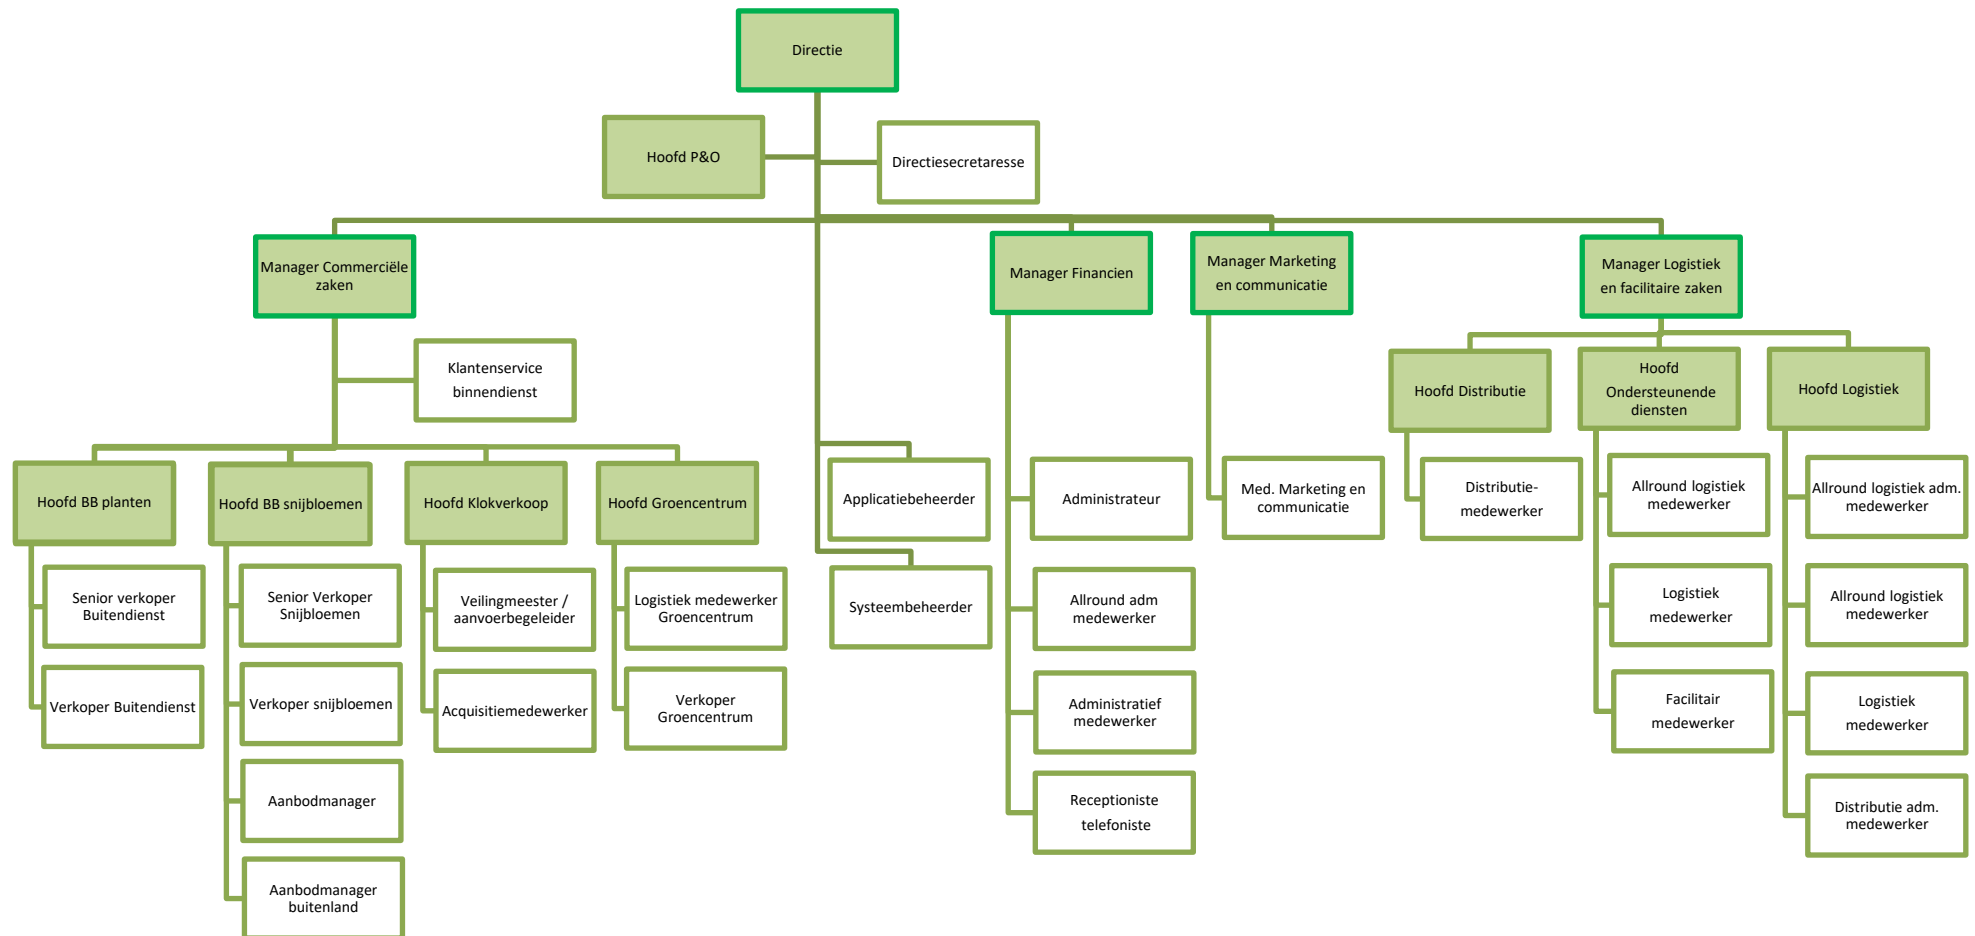 Directie
Hoofd P&O
Directiesecretaresse
Manager Commerciële
zaken
Manager Financien
Manager Marketing
en communicatie
Manager Logistiek
en facilitaire zaken
Klantenservice
binnendienst
Hoofd Distributie
Hoofd
Ondersteunende
diensten
Hoofd Logistiek
Hoofd BB planten
Hoofd BB snijbloemen
Hoofd Klokverkoop
Hoofd Groencentrum
Applicatiebeheerder
Administrateur
Med. Marketing en
communicatie
Distributie-
medewerker
Allround logistiek
medewerker
Allround logistiek adm.
medewerker
Senior verkoper
Buitendienst
Senior Verkoper
Snijbloemen
Veilingmeester /
aanvoerbegeleider
Logistiek medewerker
Groencentrum
Systeembeheerder
Allround adm
medewerker
Logistiek
medewerker
Allround logistiek
medewerker
Verkoper Buitendienst
Verkoper snijbloemen
Acquisitiemedewerker
Verkoper
Groencentrum
Administratief
medewerker
Facilitair
medewerker
Logistiek
medewerker
Aanbodmanager
Receptioniste
telefoniste
Distributie adm.
medewerker
Aanbodmanager
buitenland